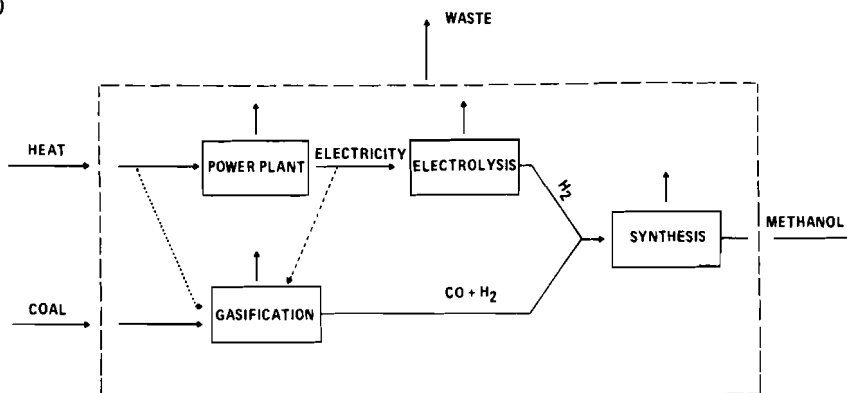 )
WASTE
HEAT
POWER PLANT
ELECTRICITY
ELECTROLYSIS
H2
SYNTHESIS
METHANOL
COAL
GASIFICATION
CO + H2